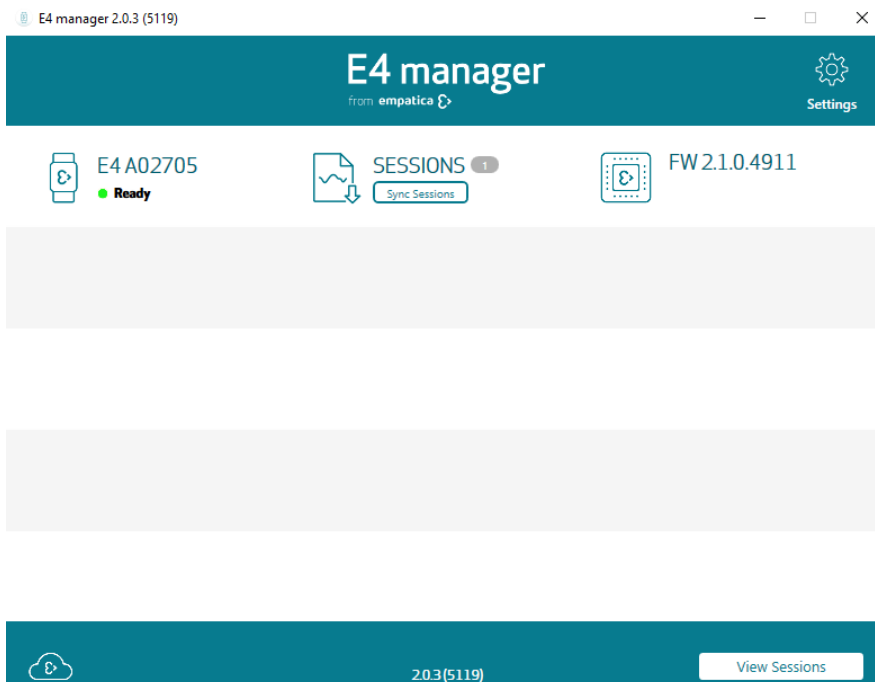 E4 manager 2.0.3 (5119)
E4 manager
from empatica
Settings
E4 A02705
Ready
SESSIONS 1
Sync Sessions
FW 2.1.0.4911
2.0.3 (5119)
View Sessions